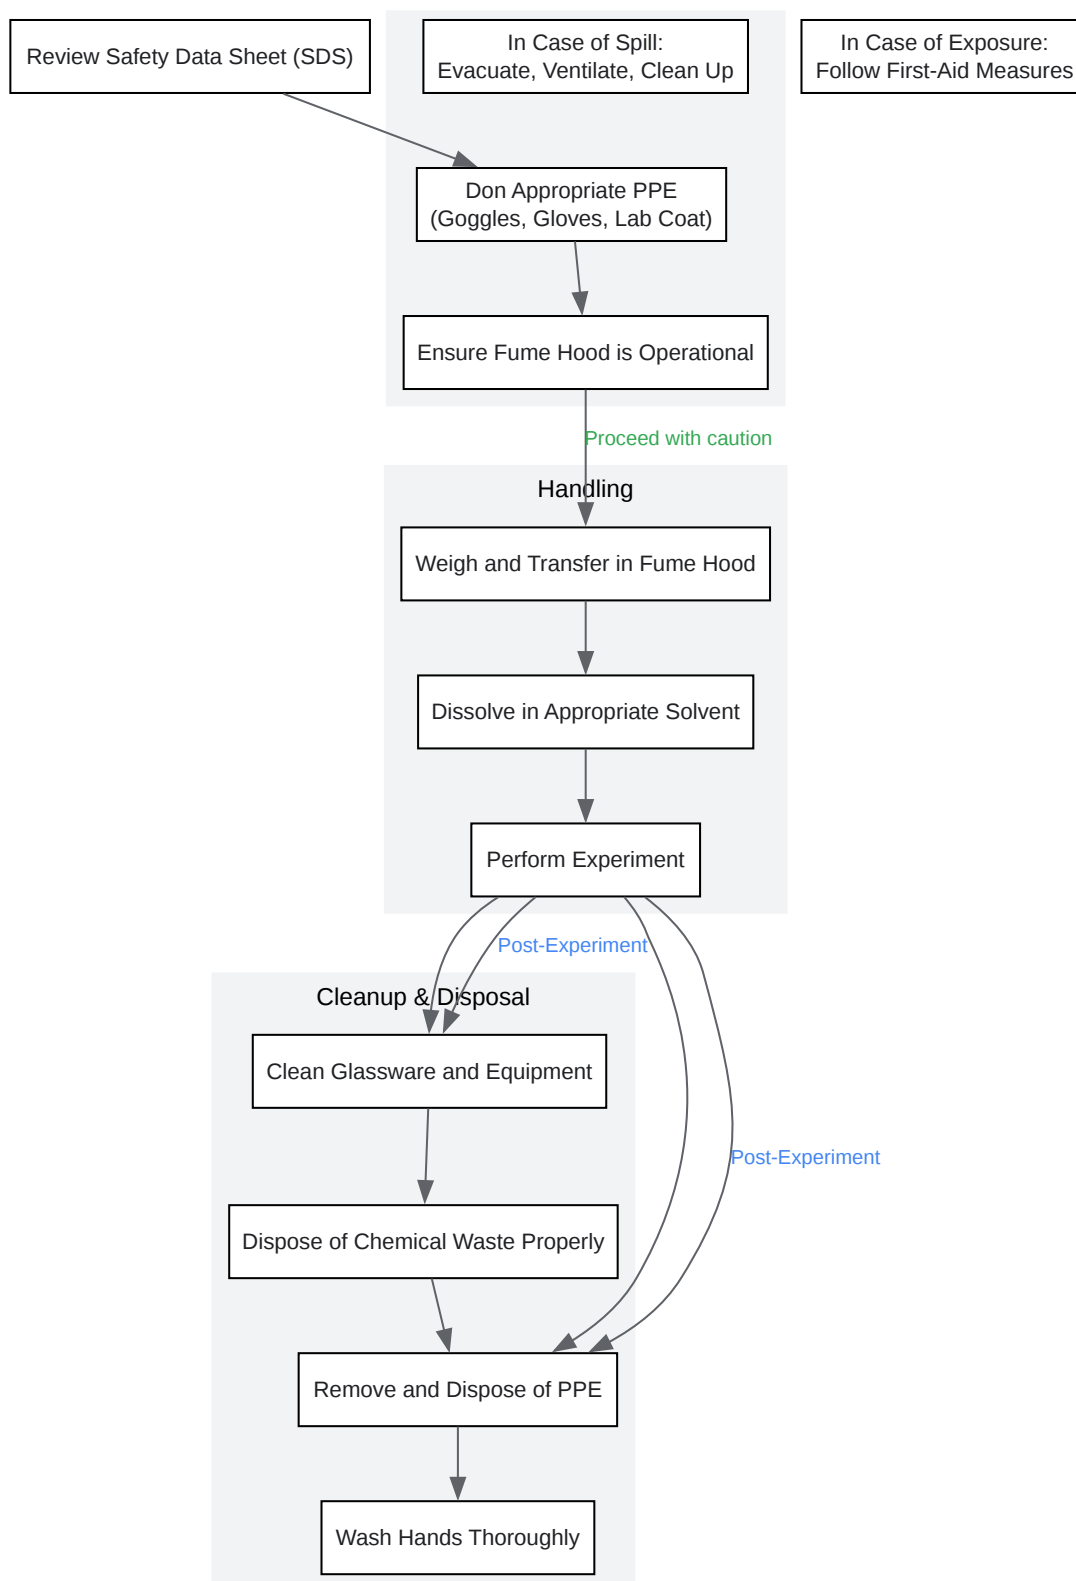 Review Safety Data Sheet (SDS)
In Case of Spill:
Evacuate, Ventilate, Clean Up
In Case of Exposure:
Follow First-Aid Measures
Don Appropriate PPE
(Goggles, Gloves, Lab Coat)
Ensure Fume Hood is Operational
Proceed with caution
Handling
Weigh and Transfer in Fume Hood
Dissolve in Appropriate Solvent
Perform Experiment
Post-Experiment
Cleanup & Disposal
Clean Glassware and Equipment
Post-Experiment
Dispose of Chemical Waste Properly
Remove and Dispose of PPE
Wash Hands Thoroughly